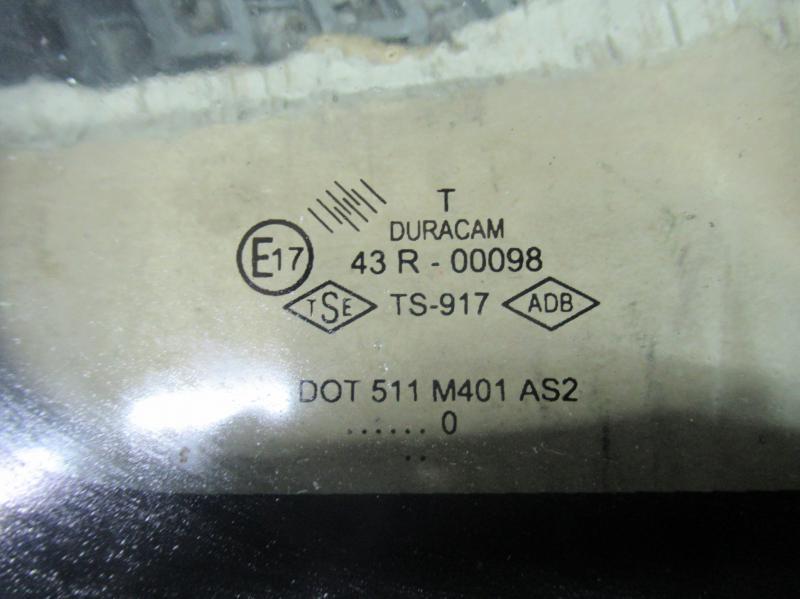 T
DURACAM
E17 43 R - 00098
TSE TS-917 ADB
DOT 511 M401 AS2
...... 0
..